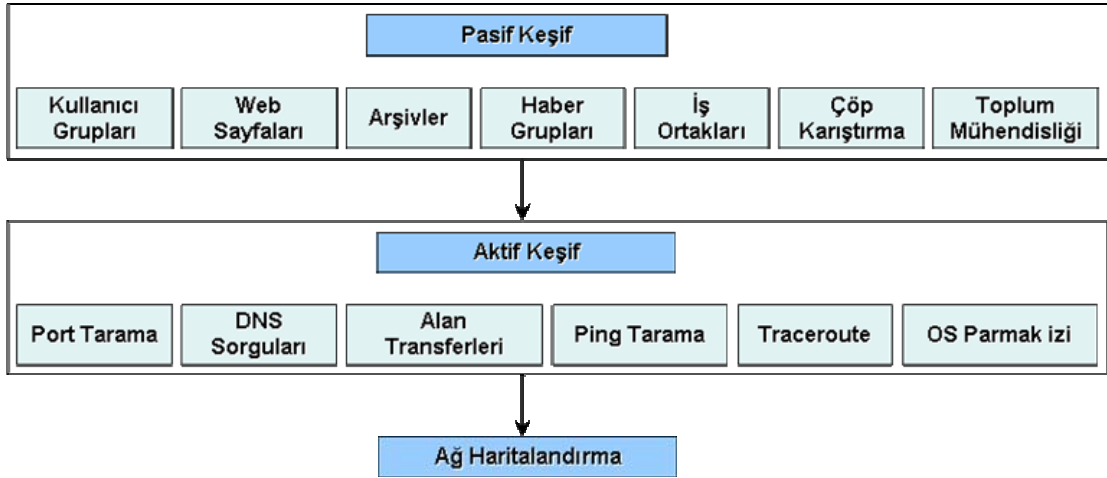 Pasif Keşif
Kullanıcı
Grupları
Web
Sayfaları
Arşivler
Haber
Grupları
İş
Ortakları
Çöp
Karıştırma
Toplum
Mühendisliği
Aktif Keşif
Port Tarama
DNS
Sorguları
Alan
Transferleri
Ping Tarama
Traceroute
OS Parmak izi
Ağ Haritalandırma